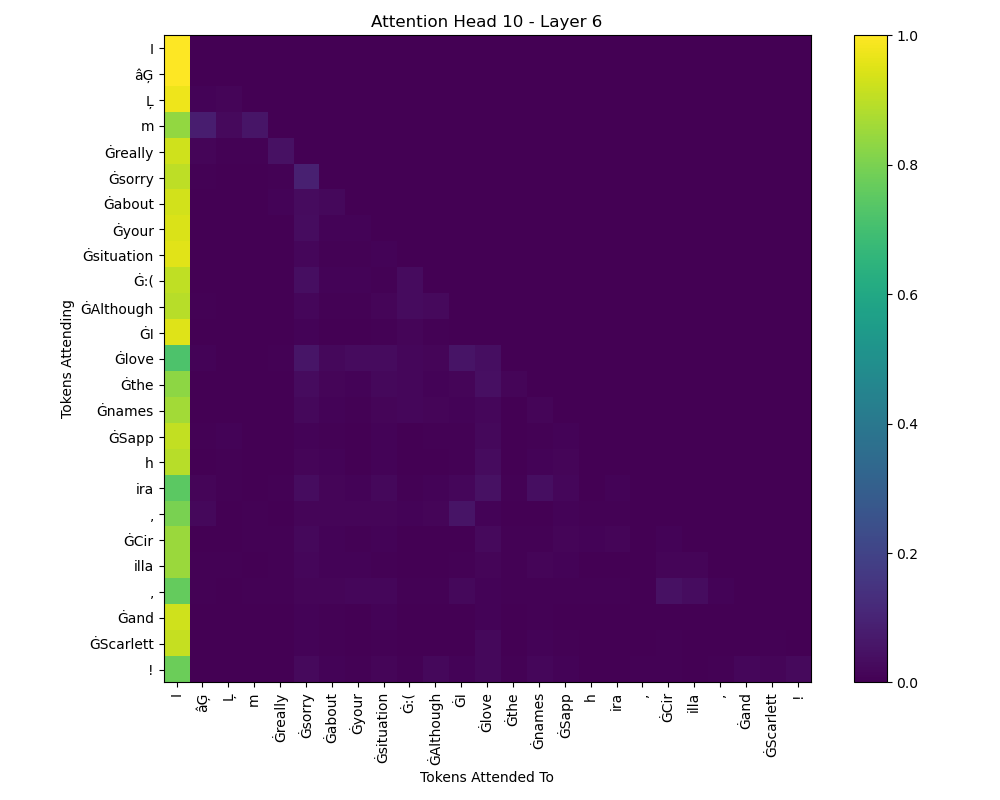 Attention Head 10 - Layer 6
Tokens Attending
I
âĢ
Ļ
m
Ġreally
Ġsorry
Ġabout
Ġyour
Ġsituation
Ġ:(
ĠAlthough
ĠI
Ġlove
Ġthe
Ġnames
ĠSapp
h
ira
,
ĠCir
illa
,
Ġand
ĠScarlett
!
I
âĢ
Ļ
m
Ġreally
Ġsorry
Ġabout
Ġyour
Ġsituation
Ġ:(
ĠAlthough
ĠI
Ġlove
Ġthe
Ġnames
ĠSapp
h
ira
,
ĠCir
illa
,
Ġand
ĠScarlett
!
Tokens Attended To
1.0
0.8
0.6
0.4
0.2
0.0